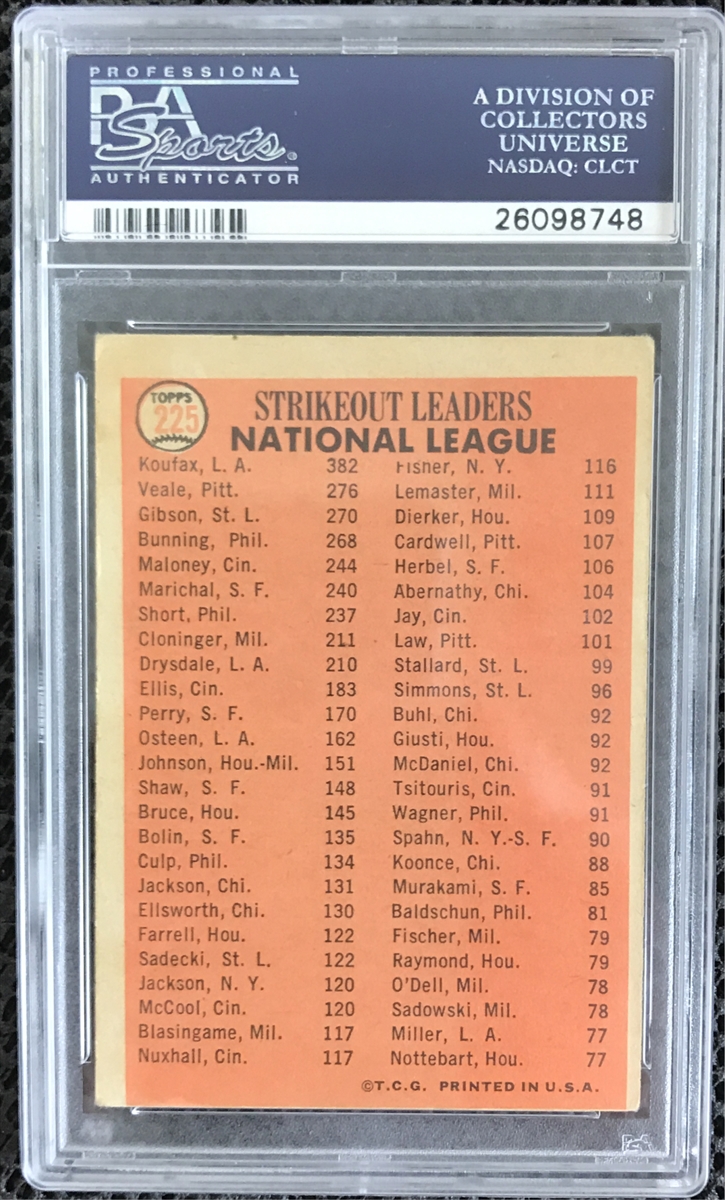 PROFESSIONAL
PSA
Sports
AUTHENTICATOR
A DIVISION OF
COLLECTORS
UNIVERSE
NASDAQ: CLCT
26098748
TOPPS
225
STRIKEOUT LEADERS
NATIONAL LEAGUE
Koufax, L. A. 382
Veale, Pitt. 276
Gibson, St. L. 270
Bunning, Phil. 268
Maloney, Cin. 244
Marichal, S. F. 240
Short, Phil. 237
Cloninger, Mil. 211
Drysdale, L. A. 210
Ellis, Cin. 183
Perry, S. F. 170
Osteen, L. A. 162
Johnson, Hou.-Mil. 151
Shaw, S. F. 148
Bruce, Hou. 145
Bolin, S. F. 135
Culp, Phil. 134
Jackson, Chi. 131
Ellsworth, Chi. 130
Farrell, Hou. 122
Sadecki, St. L. 122
Jackson, N. Y. 120
McCool, Cin. 120
Blasingame, Mil. 117
Nuxhall, Cin. 117
Fisher, N. Y. 116
Lemaster, Mil. 111
Dierker, Hou. 109
Cardwell, Pitt. 107
Herbel, S. F. 106
Abernathy, Chi. 104
Jay, Cin. 102
Law, Pitt. 101
Stallard, St. L. 99
Simmons, St. L. 96
Buhl, Chi. 92
Giusti, Hou. 92
McDaniel, Chi. 92
Tsitouris, Cin. 91
Wagner, Phil. 91
Spahn, N. Y.-S. F. 90
Koonce, Chi. 88
Murakami, S. F. 85
Baldschun, Phil. 81
Fischer, Mil. 79
Raymond, Hou. 79
O'Dell, Mil. 78
Sadowski, Mil. 78
Miller, L. A. 77
Nottebart, Hou. 77
©T.C.G. PRINTED IN U.S.A.
PSA